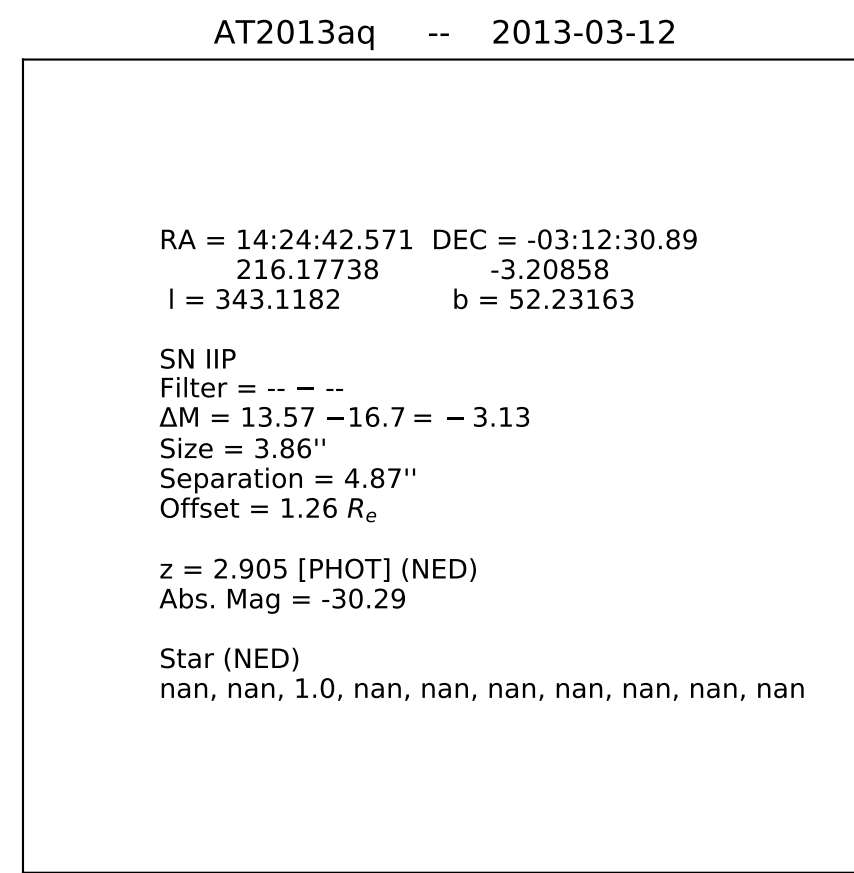 AT2013aq -- 2013-03-12
RA = 14:24:42.571 DEC = -03:12:30.89
216.17738 -3.20858
l = 343.1182 b = 52.23163
SN IIP
Filter = -- − --
ΔM = 13.57 −16.7 = − 3.13
Size = 3.86''
Separation = 4.87''
Offset = 1.26 Rₑ
z = 2.905 [PHOT] (NED)
Abs. Mag = -30.29
Star (NED)
nan, nan, 1.0, nan, nan, nan, nan, nan, nan, nan